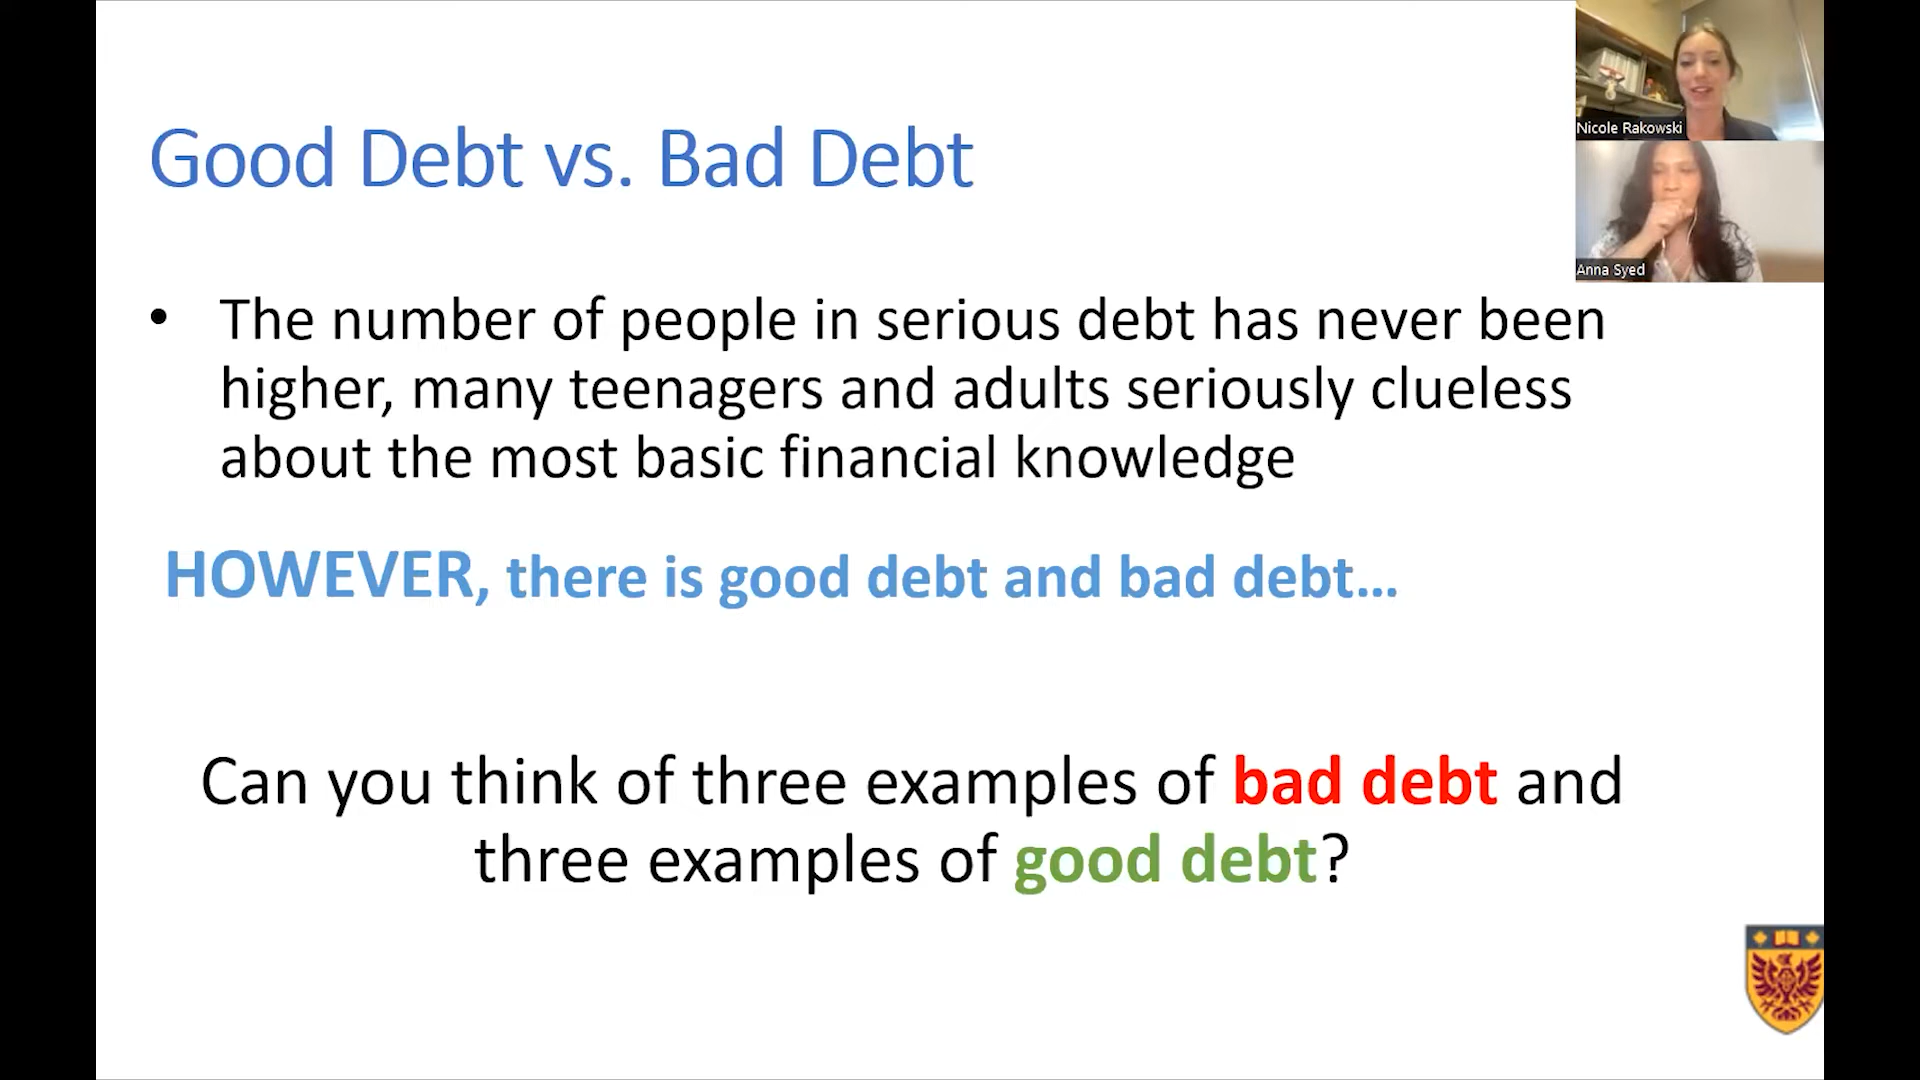 Good Debt vs. Bad Debt
Nicole Rakowski
Anna Syed
• The number of people in serious debt has never been
higher, many teenagers and adults seriously clueless
about the most basic financial knowledge
HOWEVER, there is good debt and bad debt...
Can you think of three examples of bad debt and
three examples of good debt?